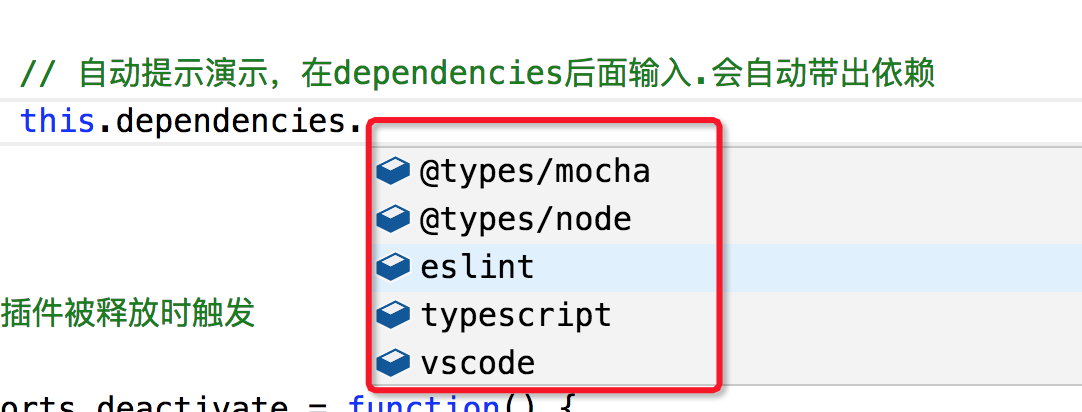 // 自动提示演示，在dependencies后面输入.会自动带出依赖
this.dependencies.
@types/mocha
@types/node
eslint
typescript
vscode
插件被释放时触发
orts.deactivate = function() {